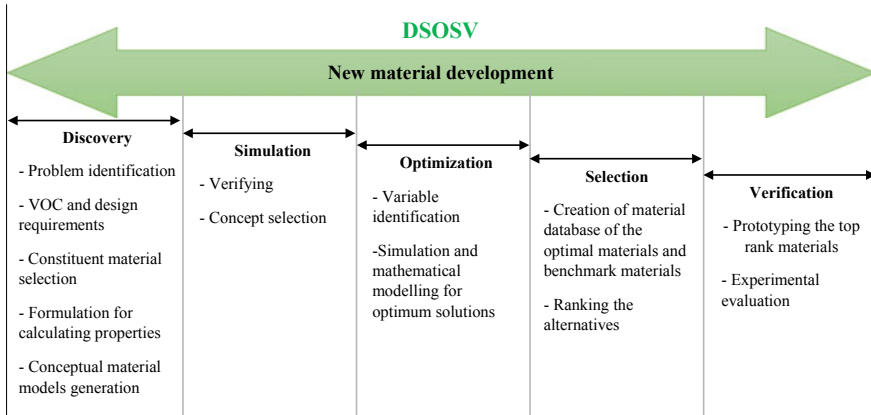 DSOSV
New material development
Discovery
- Problem identification
- VOC and design
requirements
- Constituent material
selection
- Formulation for
calculating properties
- Conceptual material
models generation
Simulation
- Verifying
- Concept selection
Optimization
- Variable
identification
-Simulation and
mathematical
modelling for
optimum solutions
Selection
- Creation of material
database of the
optimal materials and
benchmark materials
- Ranking the
alternatives
Verification
- Prototyping the top
rank materials
- Experimental
evaluation